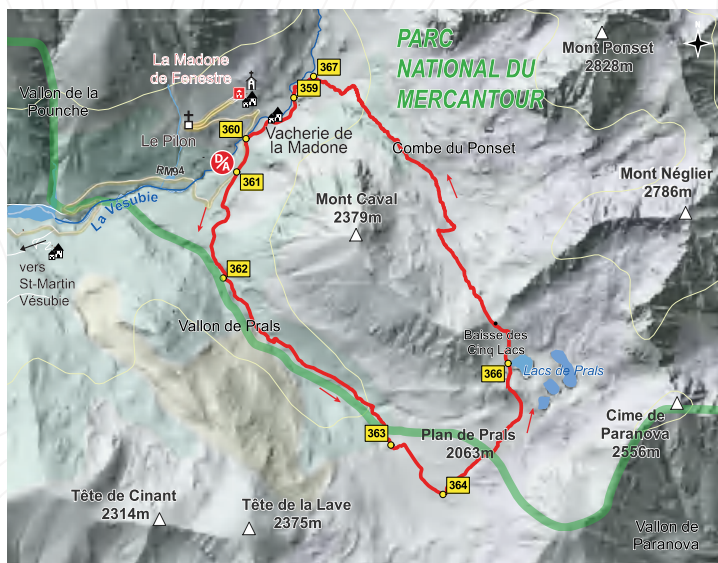 PARC
NATIONAL DU
MERCANTOUR
Mont Ponset
2828m
N
La Madone
de Fenestre
367
359
Vallon de la
Pounche
Le Pilon
360
Vacherie de
la Madone
Combe du Ponset
D/A
RM94
361
Mont Néglier
2786m
La Vésubie
Mont Caval
2379m
vers
St-Martin
Vésubie
362
Vallon de Prals
Baisse des
Cinq Lacs
366
Lacs de Prals
363
Plan de Prals
2063m
Cime de
Paranova
2556m
364
Tête de Cinant
2314m
Tête de la Lave
2375m
Vallon de
Paranova